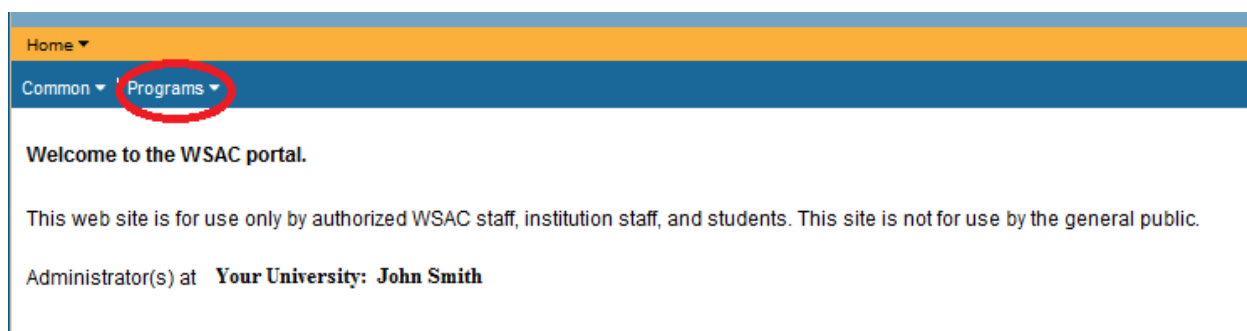 Home
Common Programs
Welcome to the WSAC portal.
This web site is for use only by authorized WSAC staff, institution staff, and students. This site is not for use by the general public.
Administrator(s) at Your University: John Smith